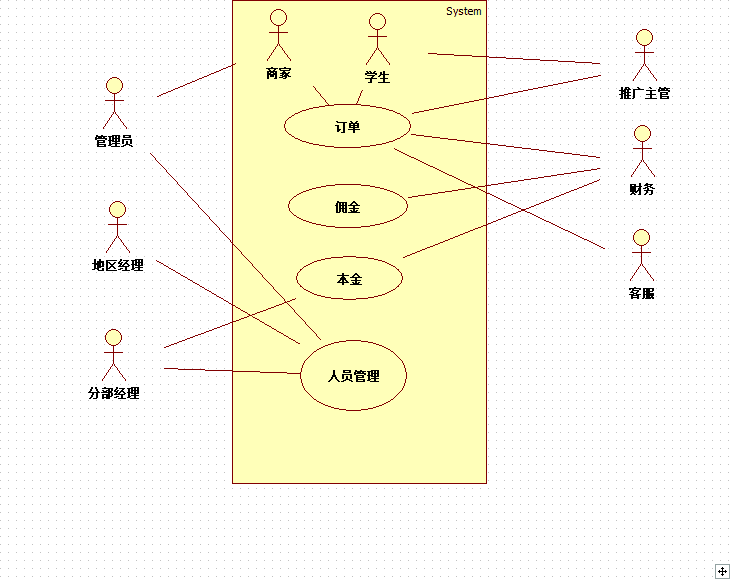 System
商家
学生
推广主管
管理员
订单
财务
佣金
地区经理
本金
客服
人员管理
分部经理